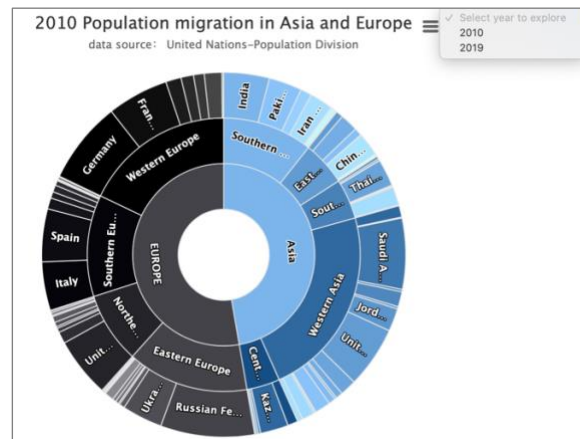 2010 Population migration in Asia and Europe
data source: United Nations-Population Division
✓ Select year to explore
2010
2019
India
Paki...
Iran ...
Southern ...
East...
Chin...
Thai...
Sout...
Asia
Saudi A...
Western Asia
Jord...
Unit...
Cent...
Kaz...
Russian Fe...
Eastern Europe
Ukra...
Unit...
Northe...
EUROPE
Italy
Spain
Southern Eu...
Germany
Western Europe
Fran...